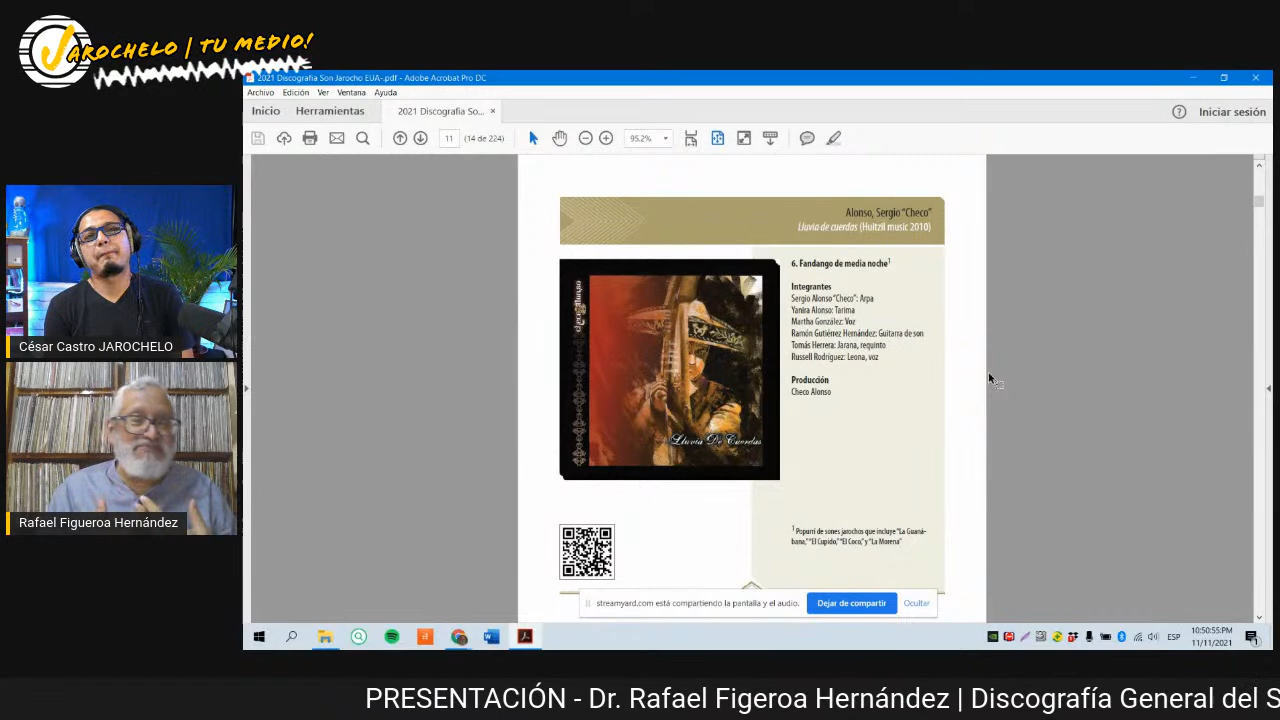 JAROCHELO | TU MEDIO!
2021 Discografia Son Jarocho EUA-.pdf - Adobe Acrobat Pro DC
Archivo Edición Ver Ventana Ayuda
Inicio Herramientas 2021 Discografia So... × Iniciar sesión
11 (14 de 224) 95.2%
Alonso, Sergio "Checo"
Lluvia de cuerdas (Huitzil music 2010)
6. Fandango de media noche1
Integrantes
Sergio Alonso "Checo": Arpa
Yanira Alonso: Tarima
Martha González: Voz
Ramón Gutiérrez Hernández: Guitarra de son
Tomás Herrera: Jarana, requinto
Russell Rodríguez: Leona, voz
Producción
Checo Alonso
checo alonso
Lluvia De Cuerdas
1 Popurrí de sones jarochos que incluye "La Guaná-
bana," "El Cupido," "El Coco," y "La Morena"
César Castro JAROCHELO
Rafael Figueroa Hernández
streamyard.com está compartiendo la pantalla y el audio. Dejar de compartir Ocultar
ESP
10:50:55 PM
11/11/2021
PRESENTACIÓN - Dr. Rafael Figeroa Hernández | Discografía General del S